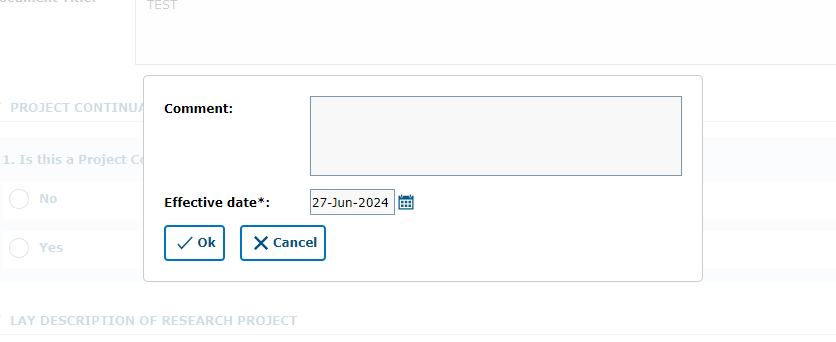 TEST
PROJECT CONTINUA
Comment:
1. Is this a Project Co
No
Effective date*: 27-Jun-2024
Ok Cancel
Yes
LAY DESCRIPTION OF RESEARCH PROJECT